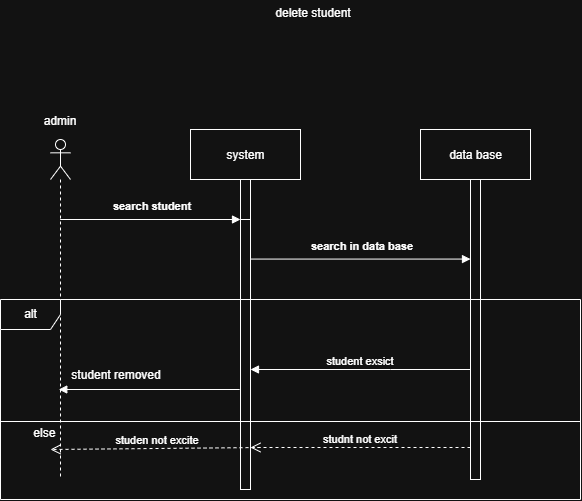 delete student
admin
system
data base
search student
search in data base
alt
student exsict
student removed
else
studen not excite
studnt not excit